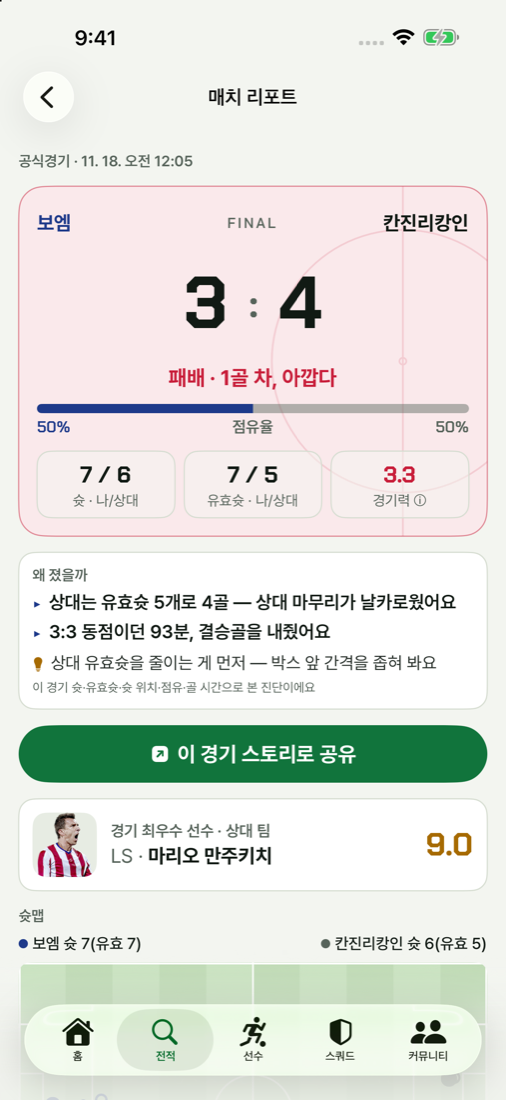 9:41
매치 리포트
공식경기 · 11. 18. 오전 12:05
보엠 FINAL 칸진리캉인
3 : 4
패배 · 1골 차, 아깝다
50% 점유율 50%
7 / 6 7 / 5 3.3
슛 · 나/상대 유효슛 · 나/상대 경기력 ⓘ
왜 졌을까
▸ 상대는 유효슛 5개로 4골 — 상대 마무리가 날카로웠어요
▸ 3:3 동점이던 93분, 결승골을 내줬어요
상대 유효슛을 줄이는 게 먼저 — 박스 앞 간격을 좁혀 봐요
이 경기 슛·유효슛·슛 위치·점유·골 시간으로 본 진단이에요
이 경기 스토리로 공유
경기 최우수 선수 · 상대 팀
LS · 마리오 만주키치
9.0
슛맵
보엠 슛 7(유효 7) 칸진리캉인 슛 6(유효 5)
홈 전적 선수 스쿼드 커뮤니티